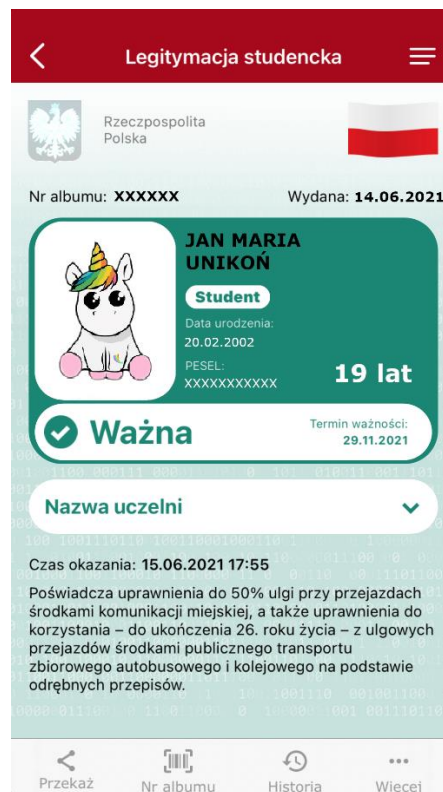 Legitymacja studencka
Rzeczpospolita
Polska
Nr albumu: XXXXXX Wydana: 14.06.2021
JAN MARIA
UNIKOŃ
Student
Data urodzenia:
20.02.2002
PESEL:
XXXXXXXXXXX
19 lat
Ważna
Termin ważności:
29.11.2021
Nazwa uczelni
Czas okazania: 15.06.2021 17:55
Poświadcza uprawnienia do 50% ulgi przy przejazdach
środkami komunikacji miejskiej, a także uprawnienia do
korzystania – do ukończenia 26. roku życia – z ulgowych
przejazdów środkami publicznego transportu
zbiorowego autobusowego i kolejowego na podstawie
odrębnych przepisów.
Przekaż Nr albumu Historia Więcej